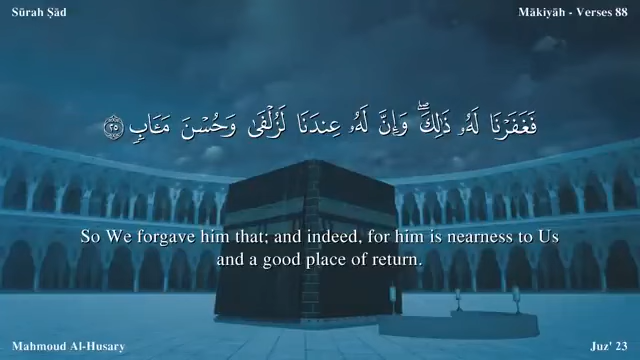 Sūrah Ṣād
Mākiyāh - Verses 88
فَغَفَرْنَا لَهُۥ ذَٰلِكَ ۖ وَإِنَّ لَهُۥ عِندَنَا لَزُلْفَىٰ وَحُسْنَ مَـَٔابٍ ٢٥
So We forgave him that; and indeed, for him is nearness to Us
and a good place of return.
Mahmoud Al-Husary
Juz' 23